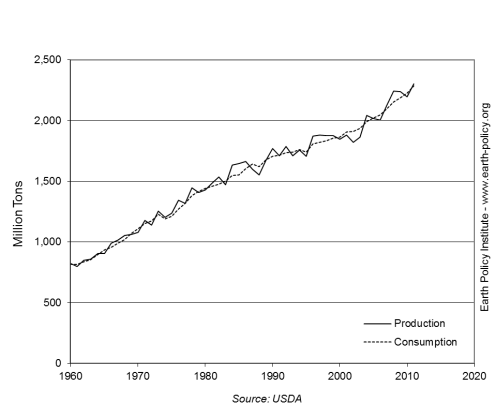 2,500
2,000
1,500
1,000
500
0
Million Tons
Production
Consumption
1960 1970 1980 1990 2000 2010 2020
Source: USDA
Earth Policy Institute - www.earth-policy.org